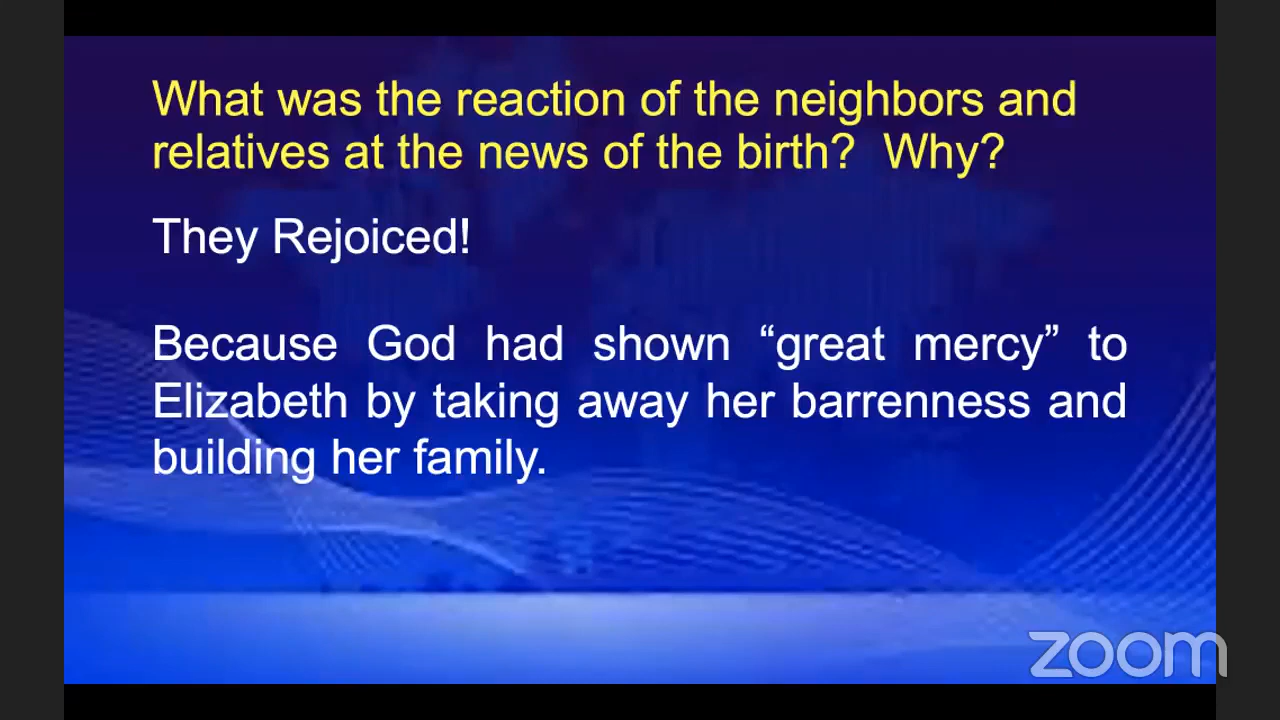 What was the reaction of the neighbors and
relatives at the news of the birth?  Why?
They Rejoiced!
Because God had shown “great mercy” to
Elizabeth by taking away her barrenness and
building her family.
zoom